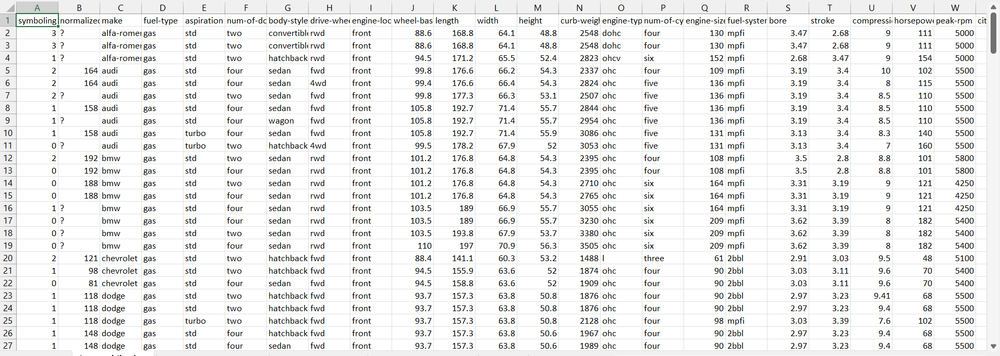 A B C D E F G H I J K L M N O P Q R S T U V W
1 symboling normalized make fuel-type aspiration num-of-do body-style drive-whee engine-loc wheel-bas length width height curb-weigh engine-typ num-of-cy engine-size fuel-system bore stroke compressi horsepowe peak-rpm cit
2 3 ? alfa-romer gas std two convertible rwd front 88.6 168.8 64.1 48.8 2548 dohc four 130 mpfi 3.47 2.68 9 111 5000
3 3 ? alfa-romer gas std two convertible rwd front 88.6 168.8 64.1 48.8 2548 dohc four 130 mpfi 3.47 2.68 9 111 5000
4 1 ? alfa-romer gas std two hatchback rwd front 94.5 171.2 65.5 52.4 2823 ohcv six 152 mpfi 2.68 3.47 9 154 5000
5 2 164 audi gas std four sedan fwd front 99.8 176.6 66.2 54.3 2337 ohc four 109 mpfi 3.19 3.4 10 102 5500
6 2 164 audi gas std four sedan 4wd front 99.4 176.6 66.4 54.3 2824 ohc five 136 mpfi 3.19 3.4 8 115 5500
7 2 ? audi gas std two sedan fwd front 99.8 177.3 66.3 53.1 2507 ohc five 136 mpfi 3.19 3.4 8.5 110 5500
8 1 158 audi gas std four sedan fwd front 105.8 192.7 71.4 55.7 2844 ohc five 136 mpfi 3.19 3.4 8.5 110 5500
9 1 ? audi gas std four wagon fwd front 105.8 192.7 71.4 55.7 2954 ohc five 136 mpfi 3.19 3.4 8.5 110 5500
10 1 158 audi gas turbo four sedan fwd front 105.8 192.7 71.4 55.9 3086 ohc five 131 mpfi 3.13 3.4 8.3 140 5500
11 0 ? audi gas turbo two hatchback 4wd front 99.5 178.2 67.9 52 3053 ohc five 131 mpfi 3.13 3.4 7 160 5500
12 2 192 bmw gas std two sedan rwd front 101.2 176.8 64.8 54.3 2395 ohc four 108 mpfi 3.5 2.8 8.8 101 5800
13 0 192 bmw gas std four sedan rwd front 101.2 176.8 64.8 54.3 2395 ohc four 108 mpfi 3.5 2.8 8.8 101 5800
14 0 188 bmw gas std two sedan rwd front 101.2 176.8 64.8 54.3 2710 ohc six 164 mpfi 3.31 3.19 9 121 4250
15 0 188 bmw gas std four sedan rwd front 101.2 176.8 64.8 54.3 2765 ohc six 164 mpfi 3.31 3.19 9 121 4250
16 1 ? bmw gas std four sedan rwd front 103.5 189 66.9 55.7 3055 ohc six 164 mpfi 3.31 3.19 9 121 4250
17 0 ? bmw gas std four sedan rwd front 103.5 189 66.9 55.7 3230 ohc six 209 mpfi 3.62 3.39 8 182 5400
18 0 ? bmw gas std two sedan rwd front 103.5 193.8 67.9 53.7 3380 ohc six 209 mpfi 3.62 3.39 8 182 5400
19 0 ? bmw gas std four sedan rwd front 110 197 70.9 56.3 3505 ohc six 209 mpfi 3.62 3.39 8 182 5400
20 2 121 chevrolet gas std two hatchback fwd front 88.4 141.1 60.3 53.2 1488 l three 61 2bbl 2.91 3.03 9.5 48 5100
21 1 98 chevrolet gas std two hatchback fwd front 94.5 155.9 63.6 52 1874 ohc four 90 2bbl 3.03 3.11 9.6 70 5400
22 0 81 chevrolet gas std four sedan fwd front 94.5 158.8 63.6 52 1909 ohc four 90 2bbl 3.03 3.11 9.6 70 5400
23 1 118 dodge gas std two hatchback fwd front 93.7 157.3 63.8 50.8 1876 ohc four 90 2bbl 2.97 3.23 9.41 68 5500
24 1 118 dodge gas std two hatchback fwd front 93.7 157.3 63.8 50.8 1876 ohc four 90 2bbl 2.97 3.23 9.4 68 5500
25 1 118 dodge gas turbo two hatchback fwd front 93.7 157.3 63.8 50.8 2128 ohc four 98 mpfi 3.03 3.39 7.6 102 5500
26 1 148 dodge gas std four hatchback fwd front 93.7 157.3 63.8 50.6 1967 ohc four 90 2bbl 2.97 3.23 9.4 68 5500
27 1 148 dodge gas std four sedan fwd front 93.7 157.3 63.8 50.6 1989 ohc four 90 2bbl 2.97 3.23 9.4 68 5500